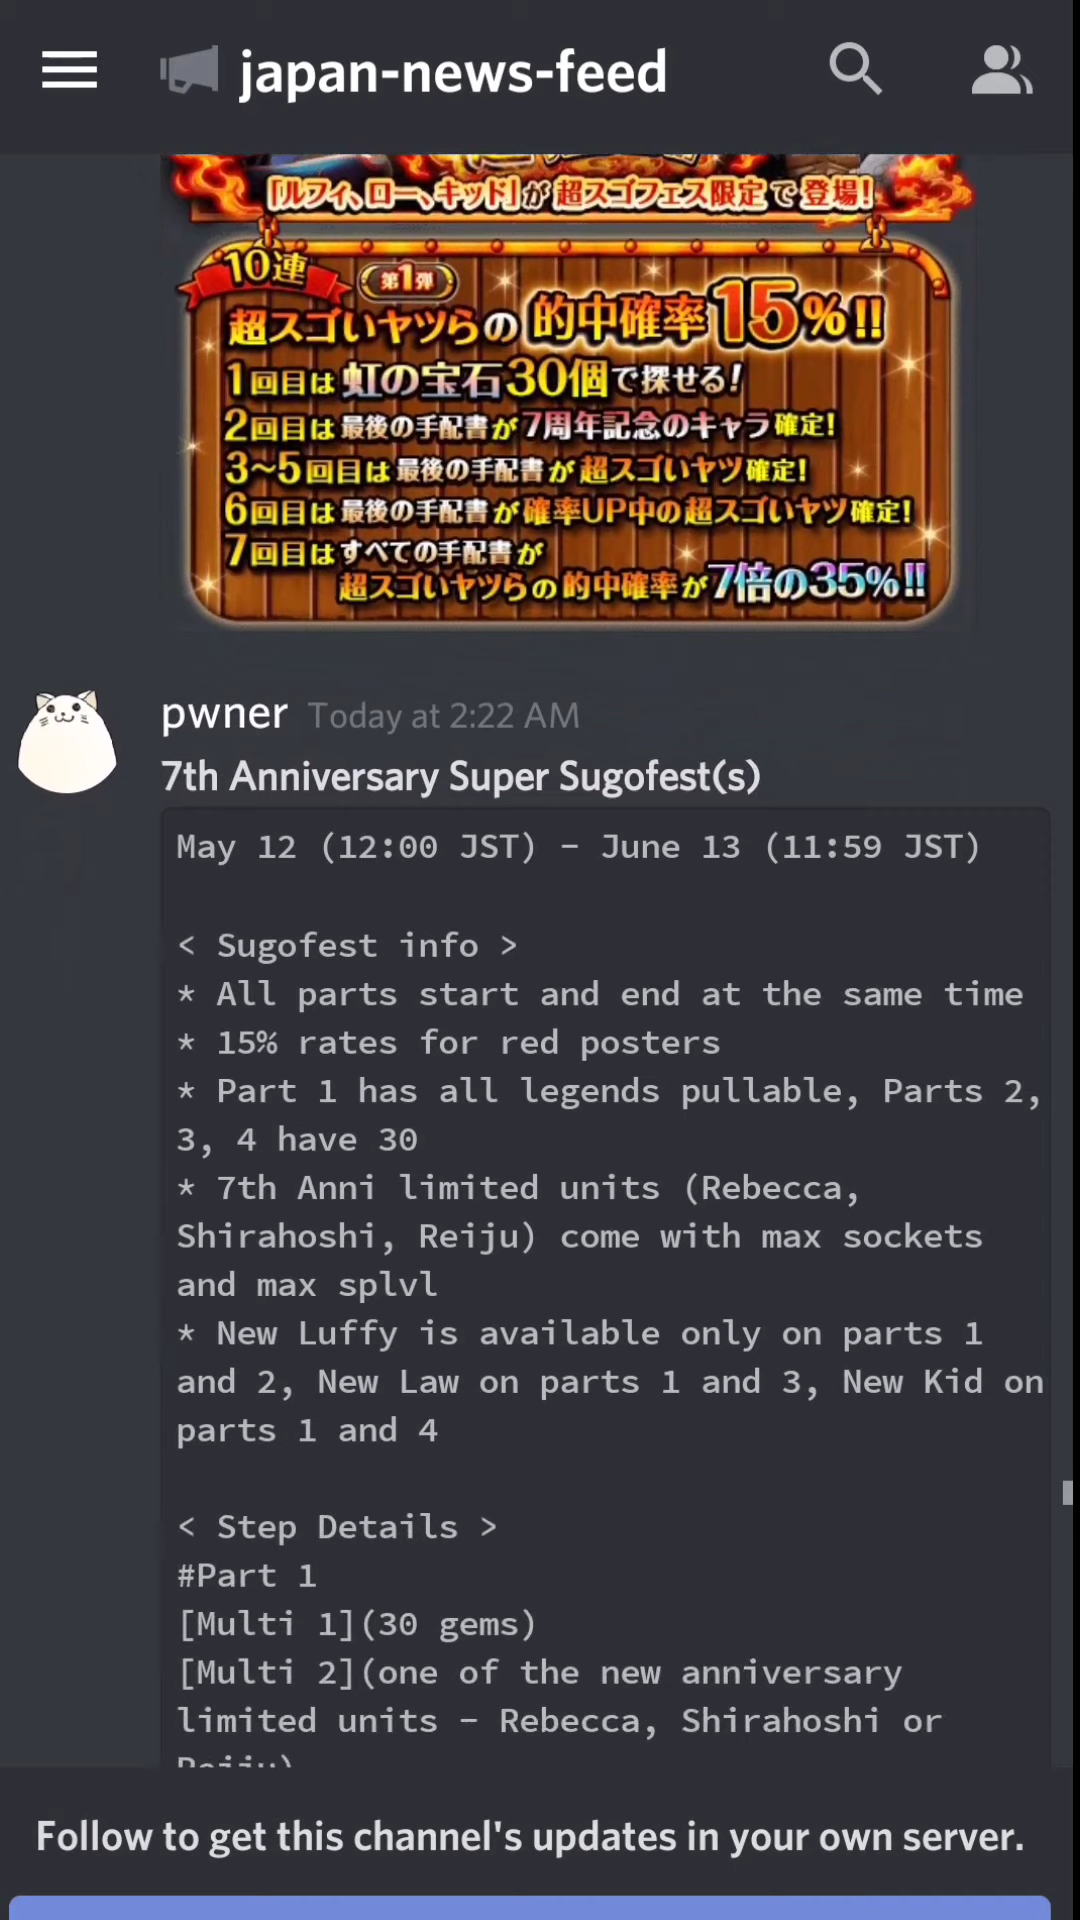 japan-news-feed
「ルフィ、ロー、キッド」が超スゴフェス限定で登場!
10連 第1弾
超スゴいヤツらの的中確率15%!!
1回目は虹の宝石30個で探せる!
2回目は最後の手配書が7周年記念のキャラ確定!
3~5回目は最後の手配書が超スゴいヤツ確定!
6回目は最後の手配書が確率UP中の超スゴいヤツ確定!
7回目はすべての手配書が
超スゴいヤツらの的中確率が7倍の35%!!
pwner Today at 2:22 AM
7th Anniversary Super Sugofest(s)
May 12 (12:00 JST) - June 13 (11:59 JST)
< Sugofest info >
* All parts start and end at the same time
* 15% rates for red posters
* Part 1 has all legends pullable, Parts 2,
3, 4 have 30
* 7th Anni limited units (Rebecca,
Shirahoshi, Reiju) come with max sockets
and max splvl
* New Luffy is available only on parts 1
and 2, New Law on parts 1 and 3, New Kid on
parts 1 and 4
< Step Details >
#Part 1
[Multi 1](30 gems)
[Multi 2](one of the new anniversary
limited units - Rebecca, Shirahoshi or
Reiju)
Follow to get this channel's updates in your own server.